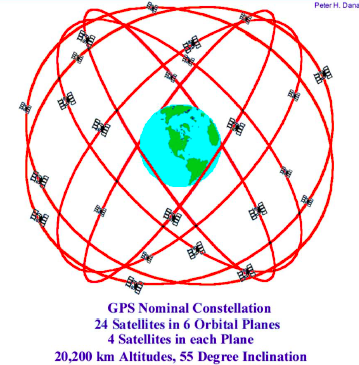 Peter H. Dana
GPS Nominal Constellation
24 Satellites in 6 Orbital Planes
4 Satellites in each Plane
20,200 km Altitudes, 55 Degree Inclination